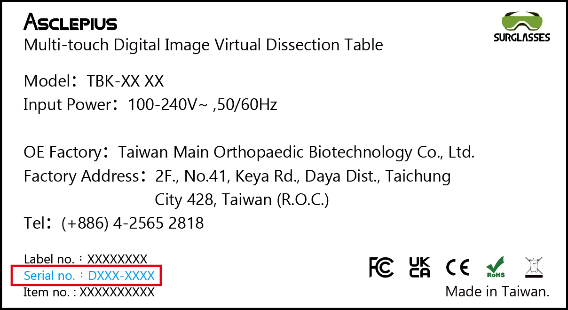 ASCLEPIUS
SURGLASSES
Multi-touch Digital Image Virtual Dissection Table
Model：TBK-XX XX
Input Power：100-240V~ ,50/60Hz
OE Factory：Taiwan Main Orthopaedic Biotechnology Co., Ltd.
Factory Address：2F., No.41, Keya Rd., Daya Dist., Taichung
City 428, Taiwan (R.O.C.)
Tel：(+886) 4-2565 2818
Label no.：XXXXXXXX
Serial no.：DXXX-XXXX
Item no.: XXXXXXXXXX
FC UK CA CE RoHS
Made in Taiwan.